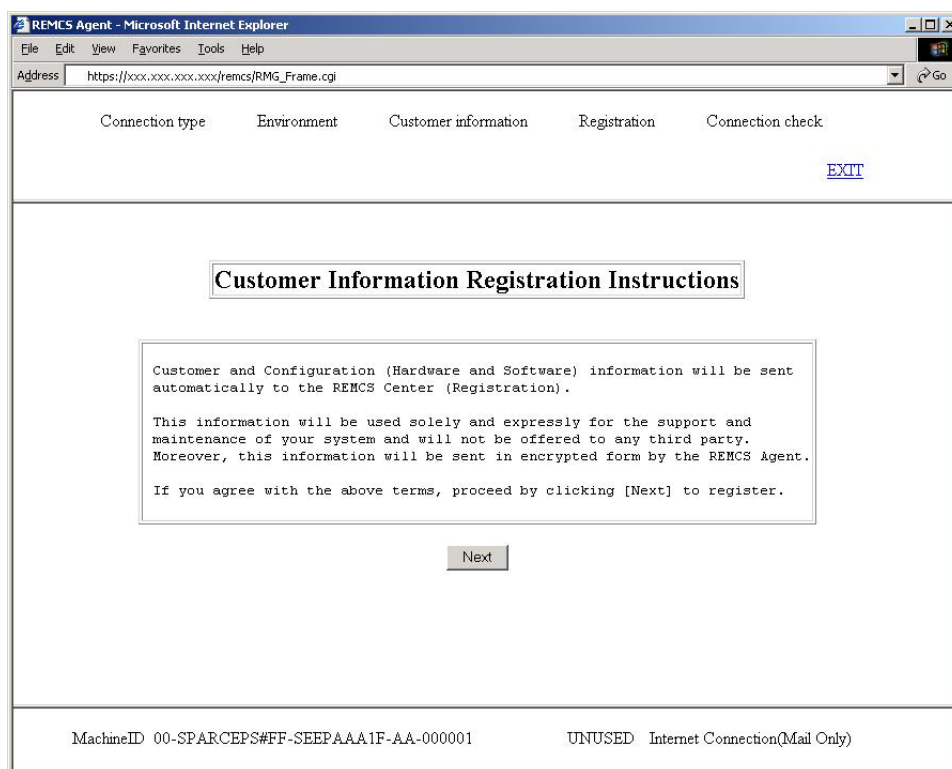 REMCS Agent - Microsoft Internet Explorer
File Edit View Favorites Tools Help
Address https://xxx.xxx.xxx.xxx/remcs/RMG_Frame.cgi Go
Connection type Environment Customer information Registration Connection check
EXIT
Customer Information Registration Instructions
Customer and Configuration (Hardware and Software) information will be sent
automatically to the REMCS Center (Registration).
This information will be used solely and expressly for the support and
maintenance of your system and will not be offered to any third party.
Moreover, this information will be sent in encrypted form by the REMCS Agent.
If you agree with the above terms, proceed by clicking [Next] to register.
Next
MachineID 00-SPARCEPS#FF-SEEPAAA1F-AA-000001 UNUSED Internet Connection(Mail Only)